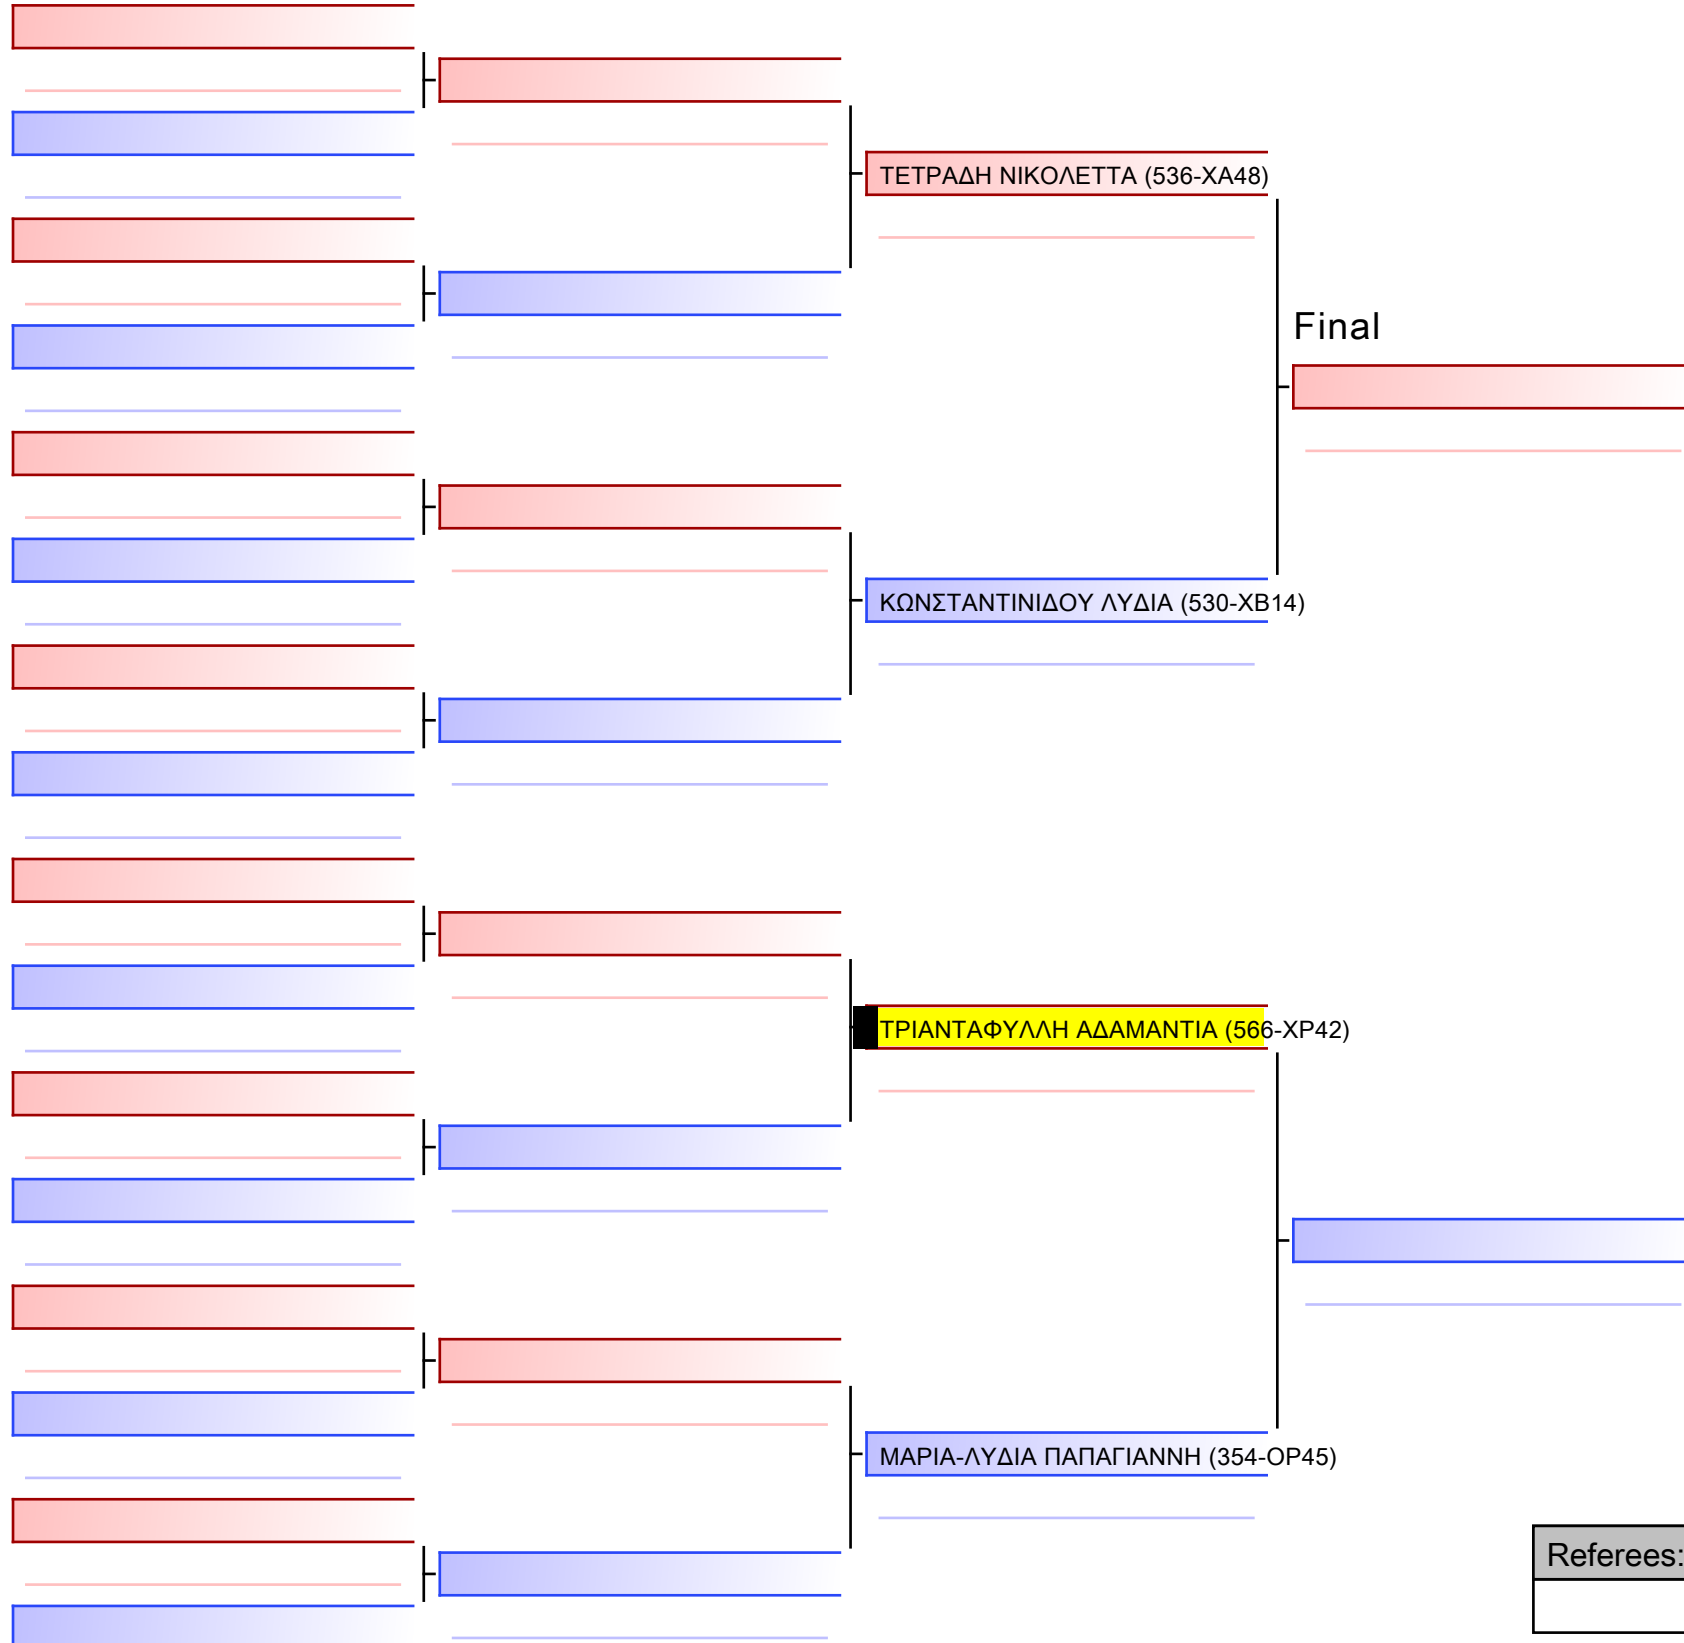 ΤΕΤΡΑΔΗ ΝΙΚΟΛΕΤΤΑ (536-ΧΑ48)
Final
ΚΩΝΣΤΑΝΤΙΝΙΔΟΥ ΛΥΔΙΑ (530-ΧΒ14)
ΤΡΙΑΝΤΑΦΥΛΛΗ ΑΔΑΜΑΝΤΙΑ (566-ΧΡ42)
ΜΑΡΙΑ-ΛΥΔΙΑ ΠΑΠΑΓΙΑΝΝΗ (354-ΟΡ45)
Referees: